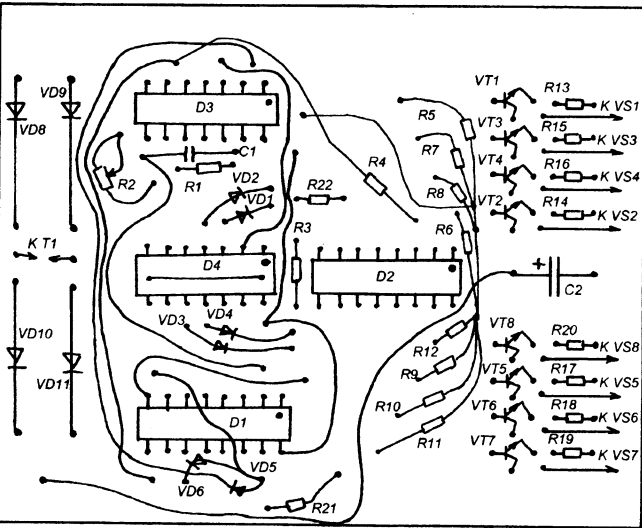 VD9
VD8
D3
C1
R1
R2
VD2
VD1
R22
R4
R3
R5
R7
R8
R6
VT1
R13
K VS1
VT3
R15
K VS3
VT4
R16
K VS4
VT2
R14
K VS2
K T1
D4
D2
+
C2
VD4
VD3
VD10
VD11
R12
R9
R10
R11
VT8
R20
K VS8
VT5
R17
K VS5
VT6
R18
K VS6
VT7
R19
K VS7
D1
VD5
VD6
R21